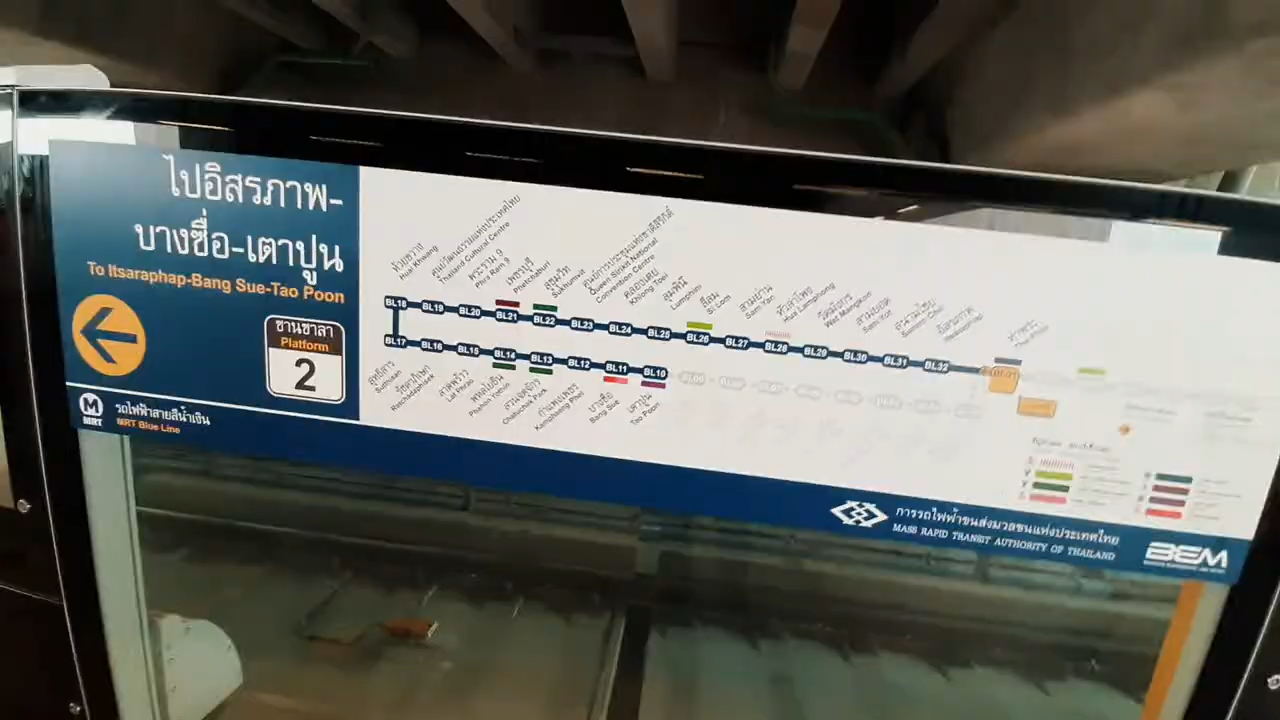 ไปอิสรภาพ-
บางซื่อ-เตาปูน
To Itsaraphap-Bang Sue-Tao Poon
ชานชาลา
Platform
2
MRT
รถไฟฟ้าสายสีน้ำเงิน
MRT Blue Line
ห้วยขวาง
Huai Khwang
ศูนย์วัฒนธรรมแห่งประเทศไทย
Thailand Cultural Centre
พระราม 9
Phra Ram 9
เพชรบุรี
Phetchaburi
สุขุมวิท
Sukhumvit
ศูนย์การประชุมแห่งชาติสิริกิติ์
Queen Sirikit National
Convention Centre
คลองเตย
Khlong Toei
ลุมพินี
Lumphini
สีลม
Si Lom
สามย่าน
Sam Yan
หัวลำโพง
Hua Lamphong
วัดมังกร
Wat Mangkon
สามยอด
Sam Yot
สนามไชย
Sanam Chai
อิสรภาพ
Itsaraphap
ท่าพระ
BL18 BL19 BL20 BL21 BL22 BL23 BL24 BL25 BL26 BL27 BL28 BL29 BL30 BL31 BL32
BL17 BL16 BL15 BL14 BL13 BL12 BL11 BL10
สุทธิสาร
Sutthisan
รัชดาภิเษก
Ratchadaphisek
ลาดพร้าว
Lat Phrao
พหลโยธิน
Phahon Yothin
สวนจตุจักร
Chatuchak Park
กำแพงเพชร
Kamphaeng Phet
บางซื่อ
Bang Sue
เตาปูน
Tao Poon
การรถไฟฟ้าขนส่งมวลชนแห่งประเทศไทย
MASS RAPID TRANSIT AUTHORITY OF THAILAND
BEM